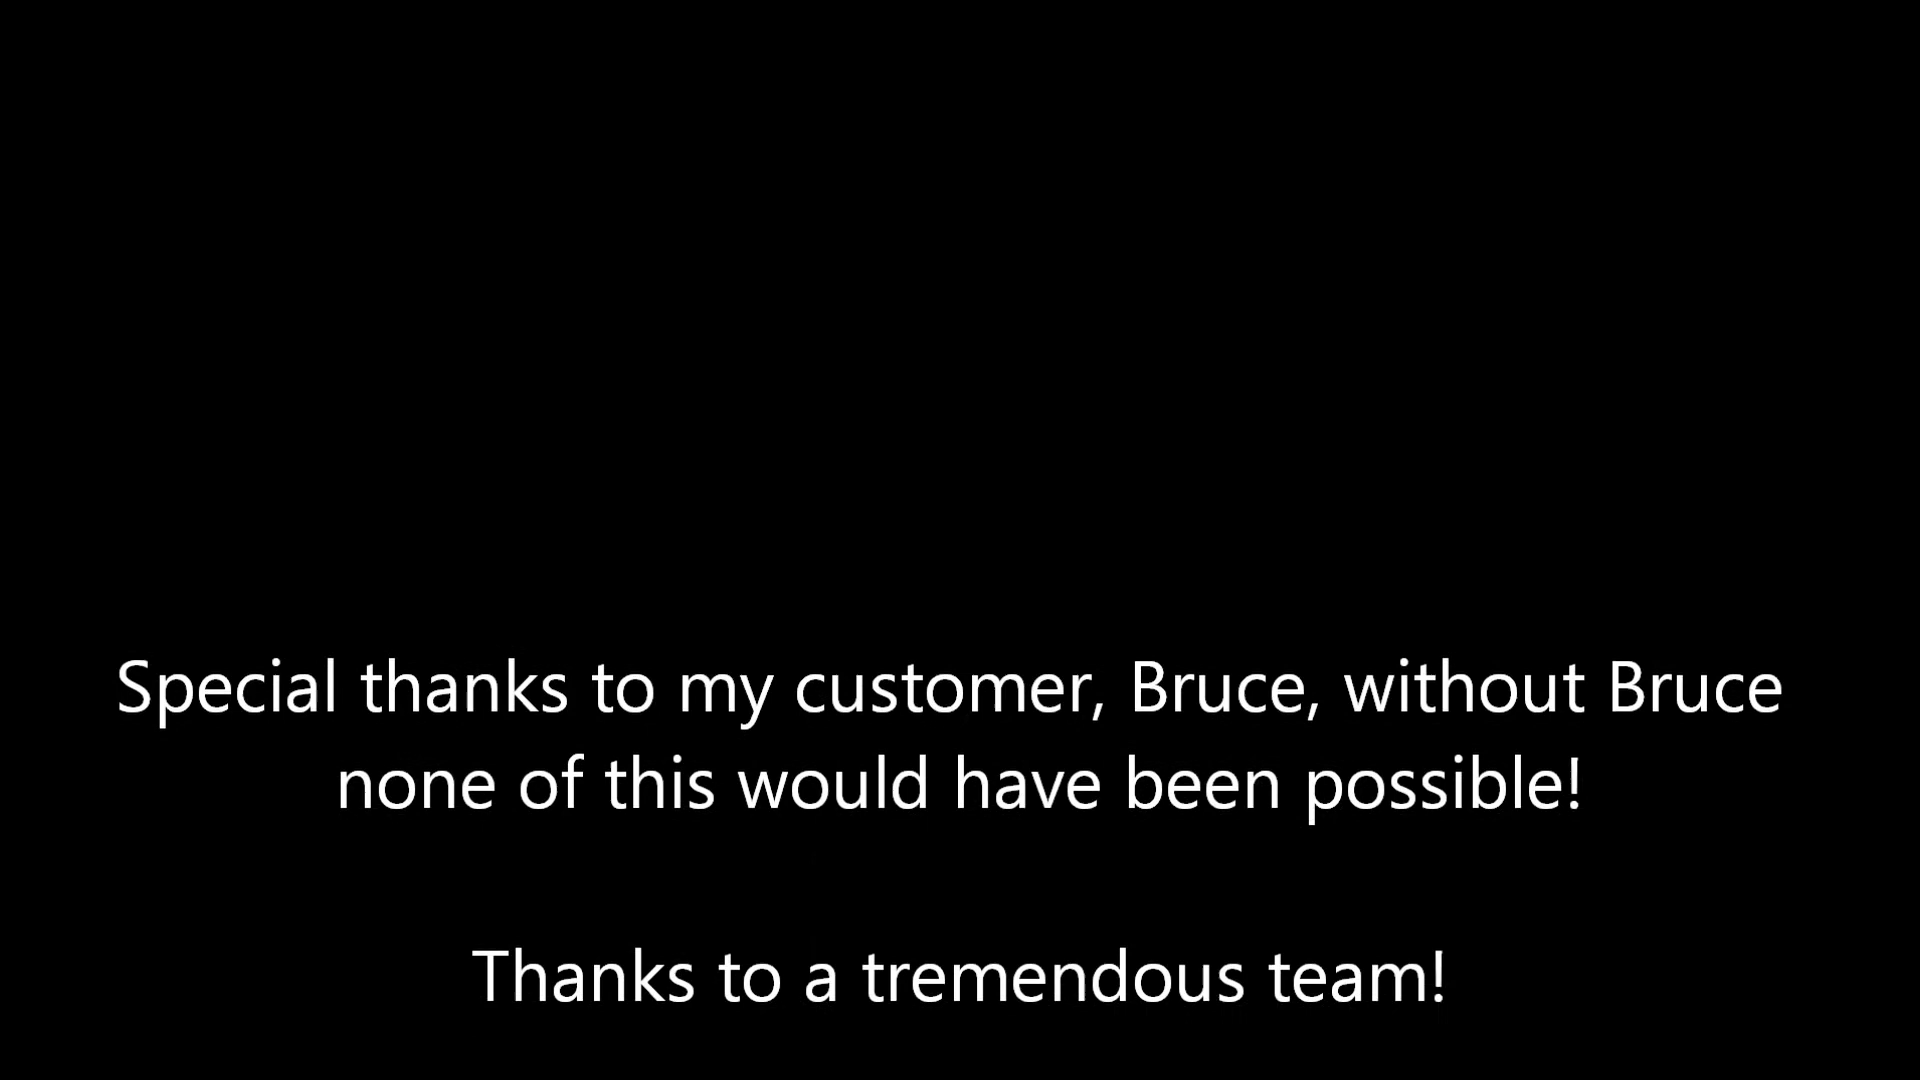 Special thanks to my customer, Bruce, without Bruce
none of this would have been possible!
Thanks to a tremendous team!